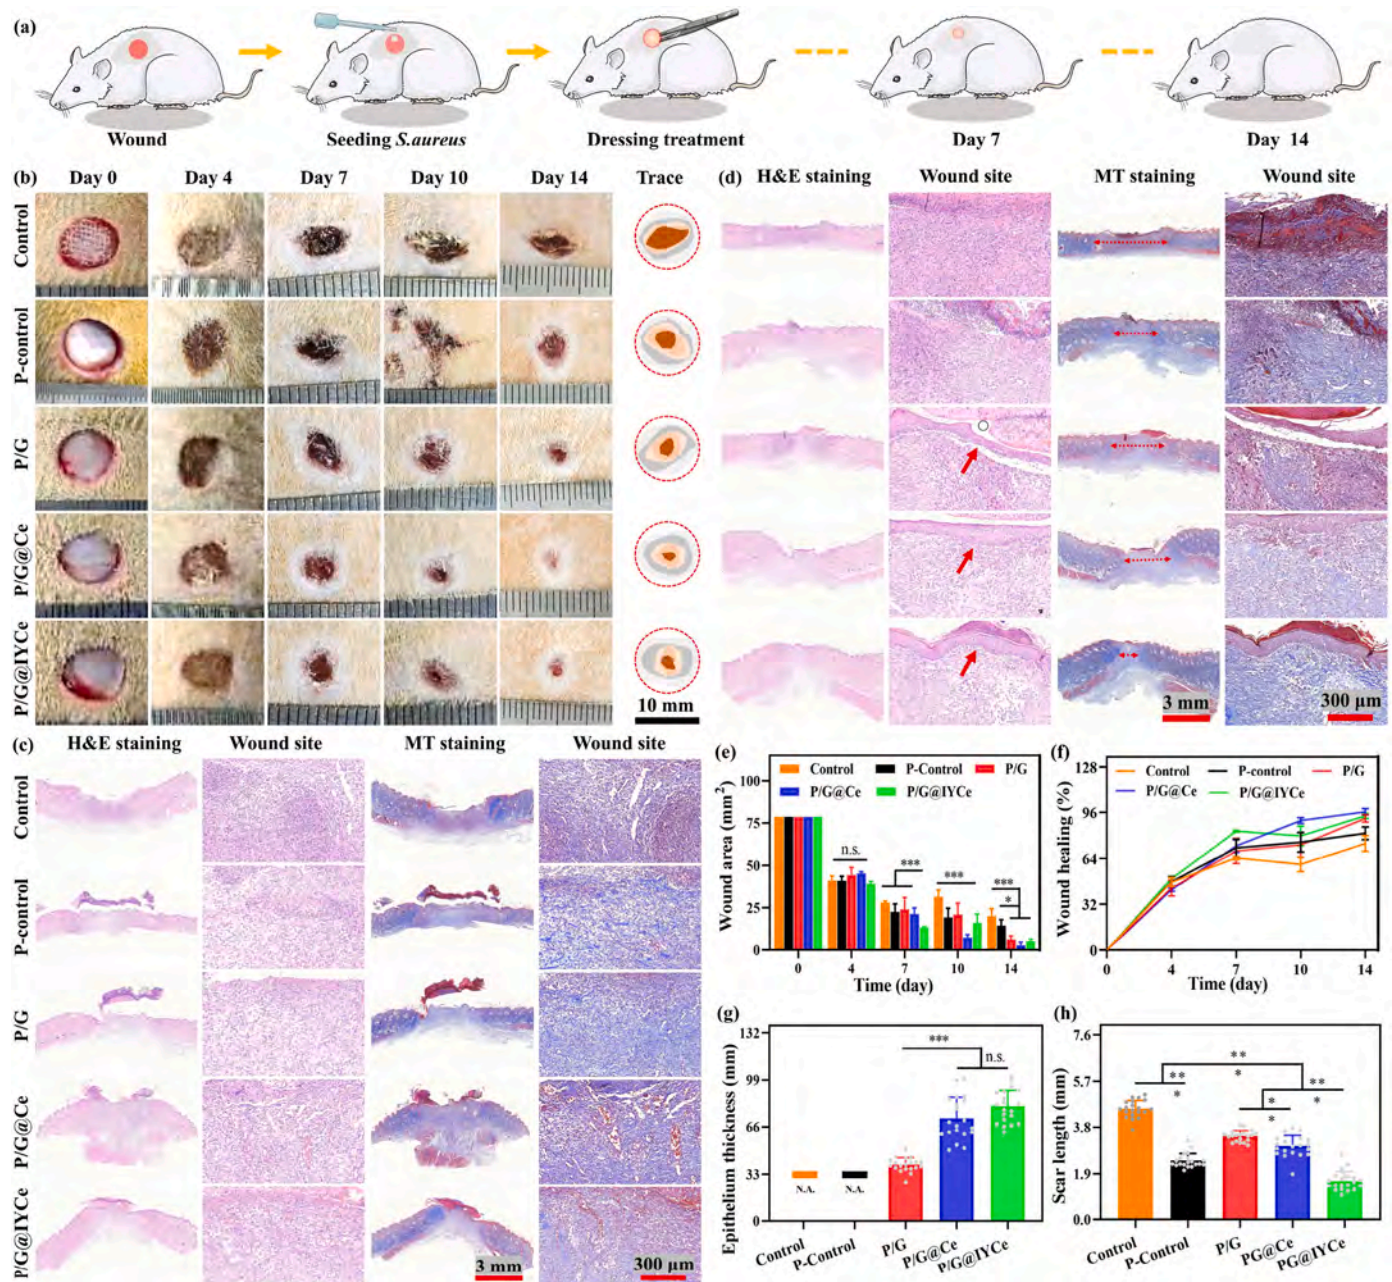 (a)
Wound
Seeding S.aureus
Dressing treatment
Day 7
Day 14
(b)
Day 0
Day 4
Day 7
Day 10
Day 14
Trace
Control
P-control
P/G
P/G@Ce
P/G@IYCe
10 mm
(c)
H&E staining
Wound site
MT staining
Wound site
Control
P-control
P/G
P/G@Ce
P/G@IYCe
3 mm
300 μm
(d)
H&E staining
Wound site
MT staining
Wound site
3 mm
300 μm
(e)
Control
P-Control
P/G
P/G@Ce
P/G@IYCe
Wound area (mm²)
100
75
50
25
0
n.s.
***
***
***
*
0
4
7
10
14
Time (day)
(f)
Control
P-control
P/G
P/G@Ce
P/G@IYCe
Wound healing (%)
128
96
64
32
0
0
4
7
10
14
Time (day)
(g)
Epithelium thickness (mm)
132
99
66
33
0
N.A.
N.A.
***
n.s.
Control
P-Control
P/G
P/G@Ce
P/G@IYCe
(h)
Scar length (mm)
7.6
5.7
3.8
1.9
0.0
**
*
**
*
*
*
**
*
Control
P-Control
P/G
PG@Ce
PG@IYCe